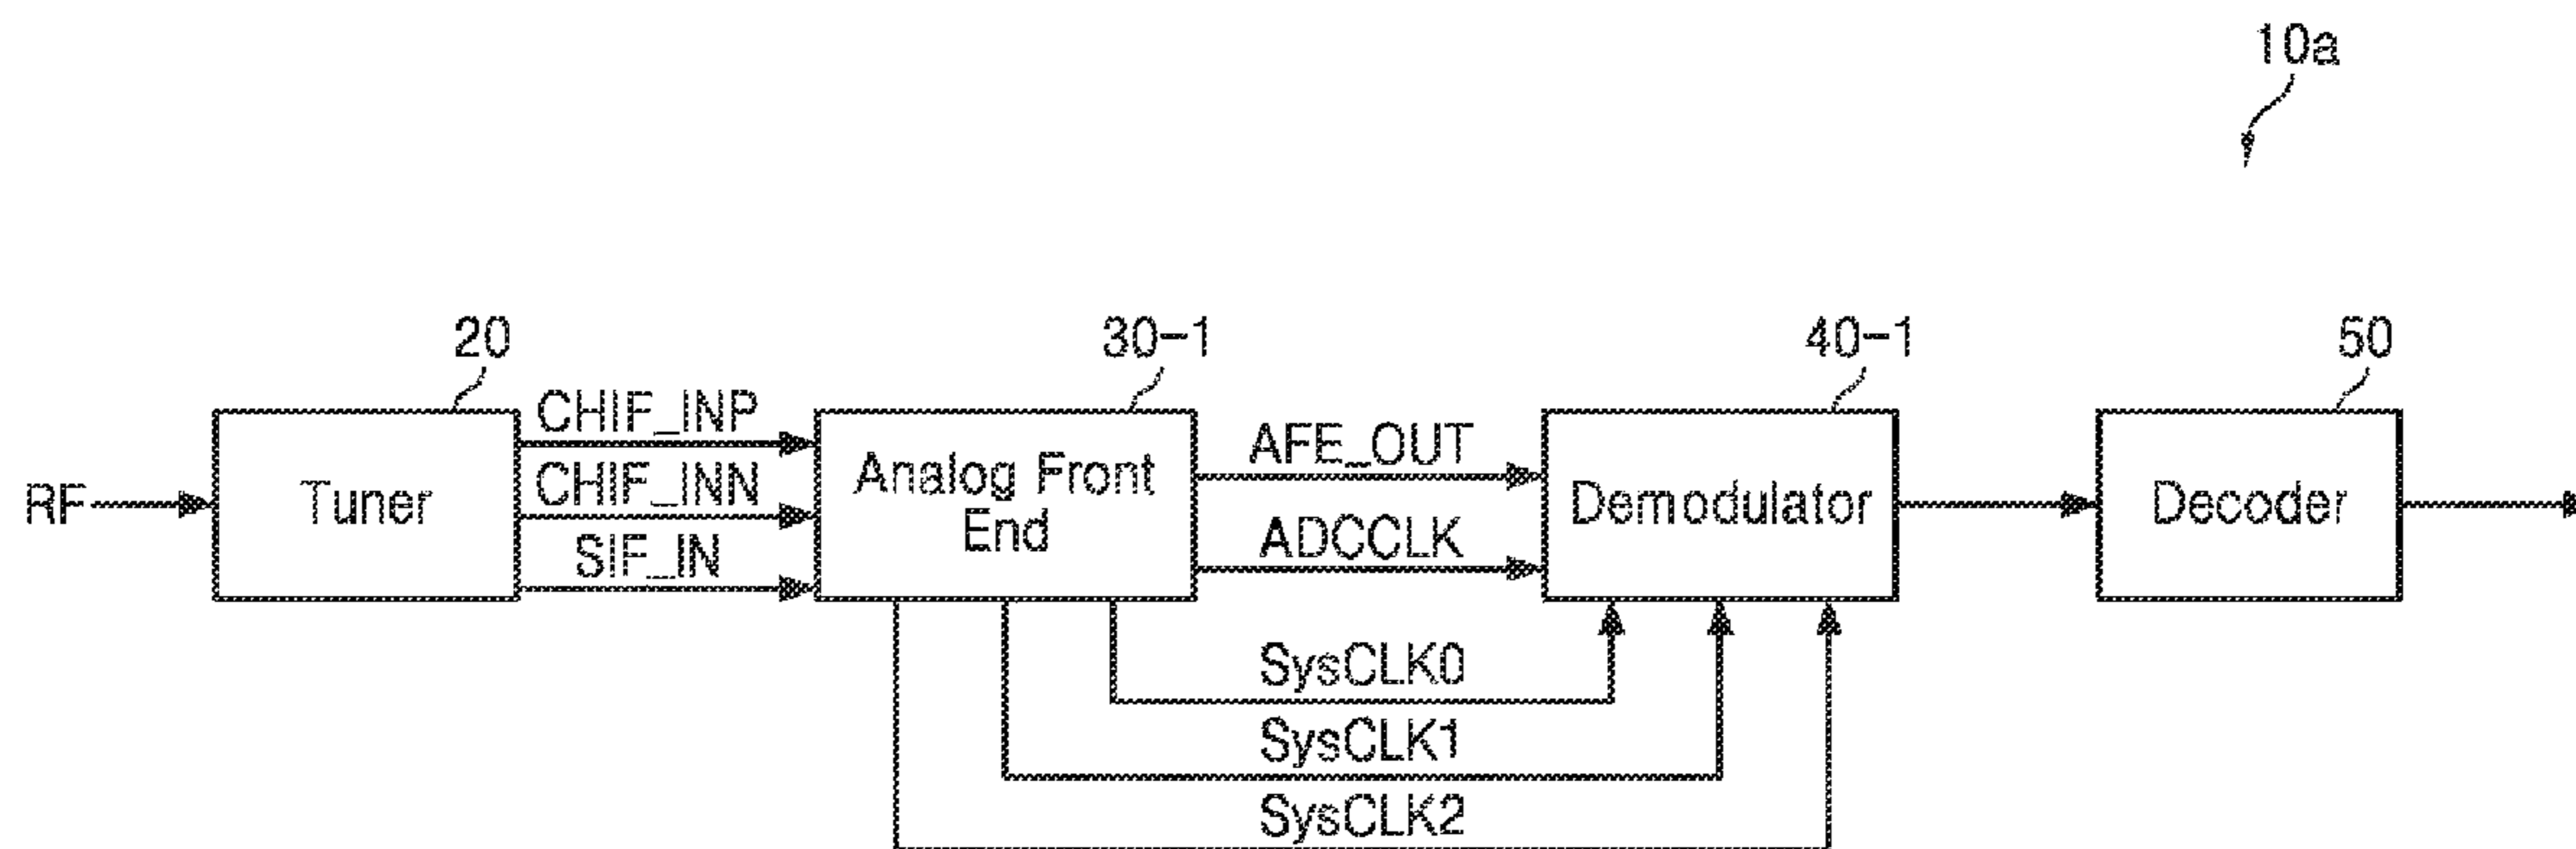 10a
20
30-1
40-1
50
RF
Tuner
CHIF_INP
CHIF_INN
SIF_IN
Analog Front
End
AFE_OUT
ADCCLK
Demodulator
Decoder
SysCLK0
SysCLK1
SysCLK2